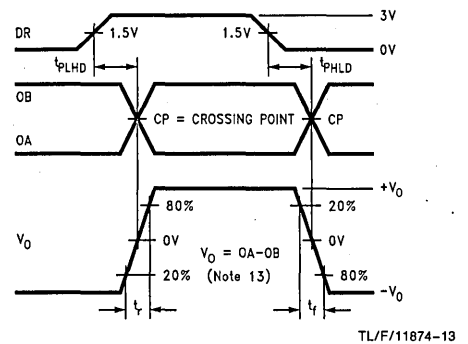 3V
DR
1.5V
1.5V
0V
tPLHD
tPHLD
OB
CP = CROSSING POINT
CP
OA
+VO
80%
20%
VO
0V
VO = OA-OB
0V
20%
(Note 13)
80%
tr
tf
-VO
TL/F/11874-13